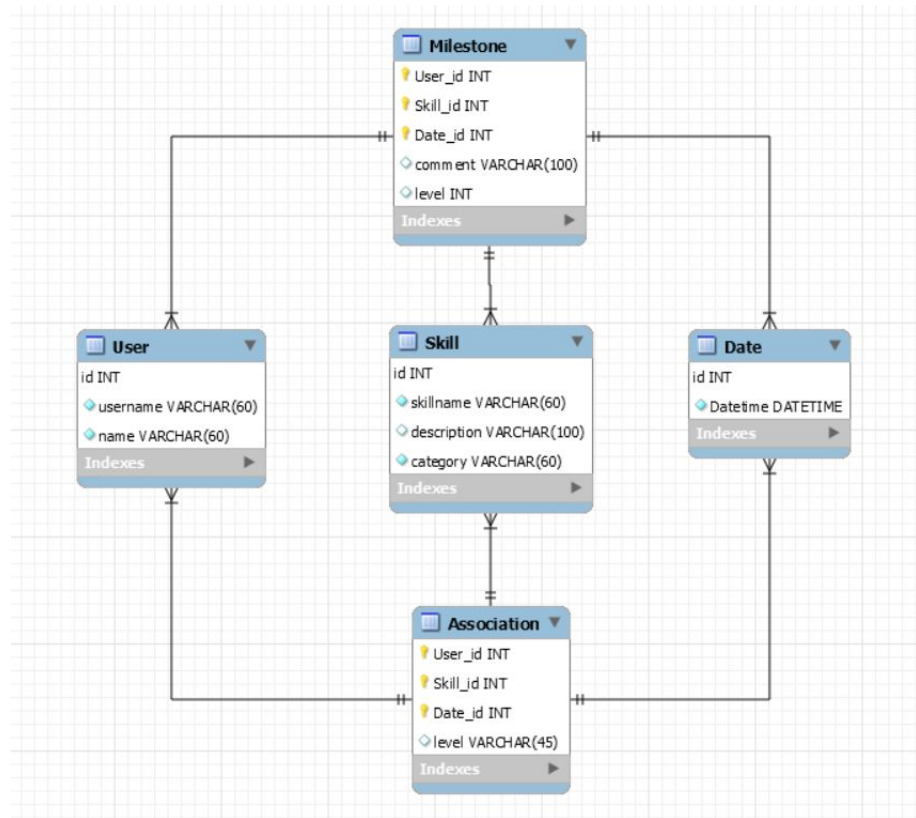 Milestone
User_id INT
Skill_id INT
Date_id INT
comment VARCHAR(100)
level INT
Indexes
User
id INT
username VARCHAR(60)
name VARCHAR(60)
Indexes
Skill
id INT
skillname VARCHAR(60)
description VARCHAR(100)
category VARCHAR(60)
Indexes
Date
id INT
Datetime DATETIME
Indexes
Association
User_id INT
Skill_id INT
Date_id INT
level VARCHAR(45)
Indexes